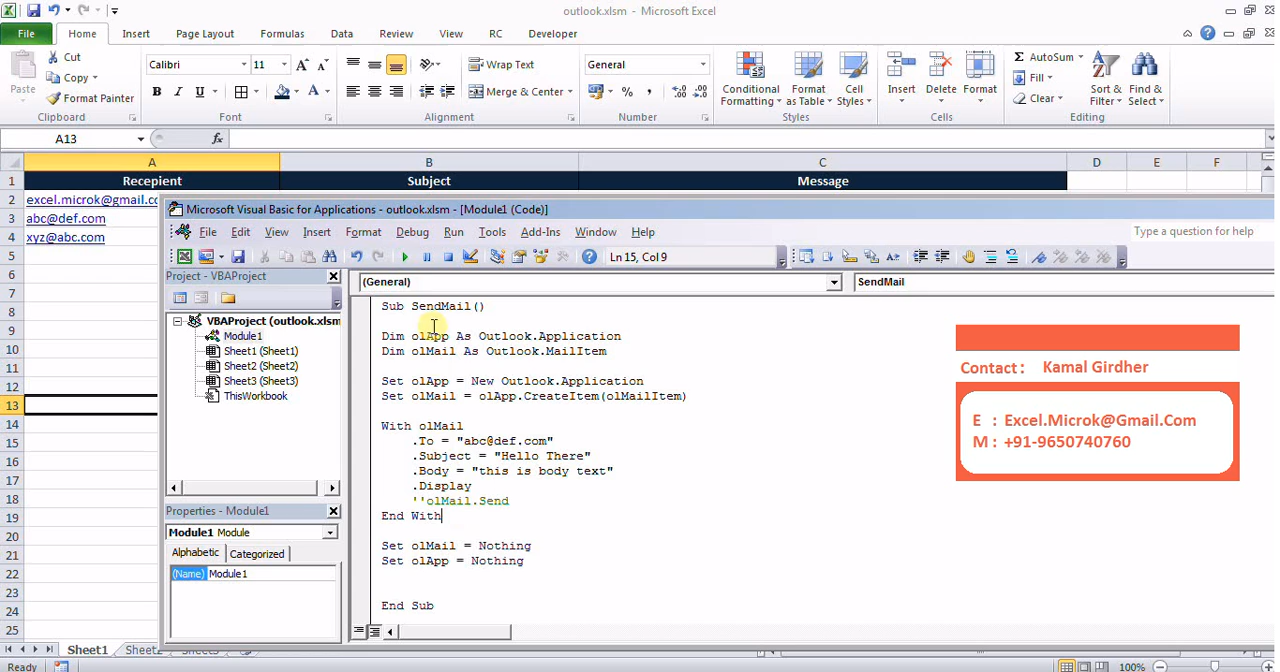 outlook.xlsm - Microsoft Excel
File Home Insert Page Layout Formulas Data Review View RC Developer
Paste
Cut
Copy
Format Painter
Clipboard
Calibri 11
B I U
Font
Wrap Text
Merge & Center
Alignment
General
%
Number
Conditional Formatting
Format as Table
Cell Styles
Styles
Insert Delete Format
Cells
AutoSum
Fill
Clear
Sort & Filter
Find & Select
Editing
A13 fx
A B C D E F
1 Recepient Subject Message
2 excel.microk@gmail.co
3 abc@def.com
4 xyz@abc.com
5
6
7
8
9
10
11
12
13
14
15
16
17
18
19
20
21
22
23
24
25
Microsoft Visual Basic for Applications - outlook.xlsm - [Module1 (Code)]
File Edit View Insert Format Debug Run Tools Add-Ins Window Help
Type a question for help
Ln 15, Col 9
Project - VBAProject
VBAProject (outlook.xlsm
Module1
Sheet1 (Sheet1)
Sheet2 (Sheet2)
Sheet3 (Sheet3)
ThisWorkbook
Properties - Module1
Module1 Module
Alphabetic Categorized
(Name) Module1
(General) SendMail
Sub SendMail()
Dim olApp As Outlook.Application
Dim olMail As Outlook.MailItem
Set olApp = New Outlook.Application
Set olMail = olApp.CreateItem(olMailItem)
With olMail
.To = "abc@def.com"
.Subject = "Hello There"
.Body = "this is body text"
.Display
''olMail.Send
End With
Set olMail = Nothing
Set olApp = Nothing
End Sub
Contact: Kamal Girdher
E : Excel.Microk@Gmail.Com
M : +91-9650740760
Sheet1 Sheet2
Ready 100%